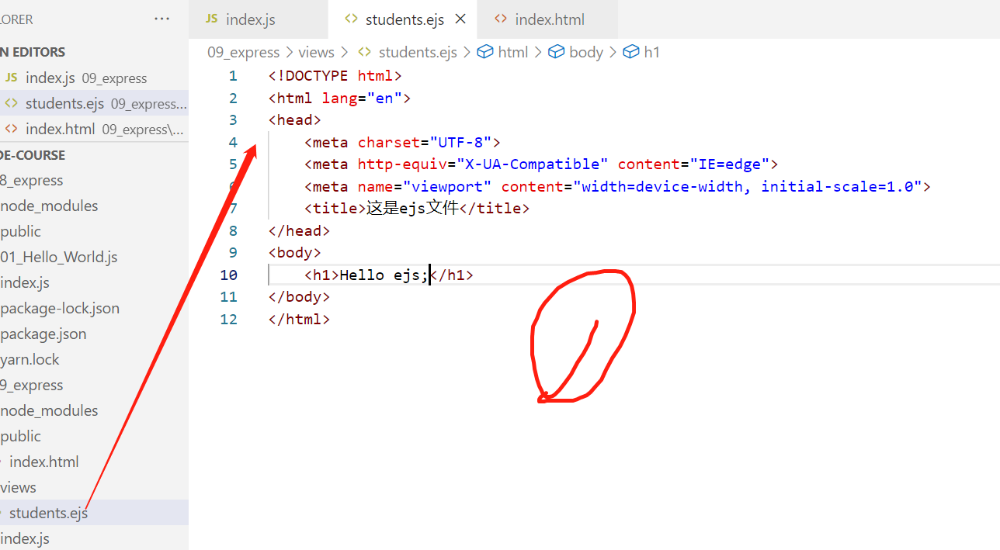 LORER ···
JS index.js
<> students.ejs ×
<> index.html
N EDITORS
JS index.js 09_express
<> students.ejs 09_express...
<> index.html 09_express\...
DE-COURSE
8_express
node_modules
public
01_Hello_World.js
index.js
package-lock.json
package.json
yarn.lock
9_express
node_modules
public
index.html
views
students.ejs
index.js
09_express > views > <> students.ejs > html > body > h1
1 <!DOCTYPE html>
2 <html lang="en">
3 <head>
4 <meta charset="UTF-8">
5 <meta http-equiv="X-UA-Compatible" content="IE=edge">
6 <meta name="viewport" content="width=device-width, initial-scale=1.0">
7 <title>这是ejs文件</title>
8 </head>
9 <body>
10 <h1>Hello ejs;</h1>
11 </body>
12 </html>